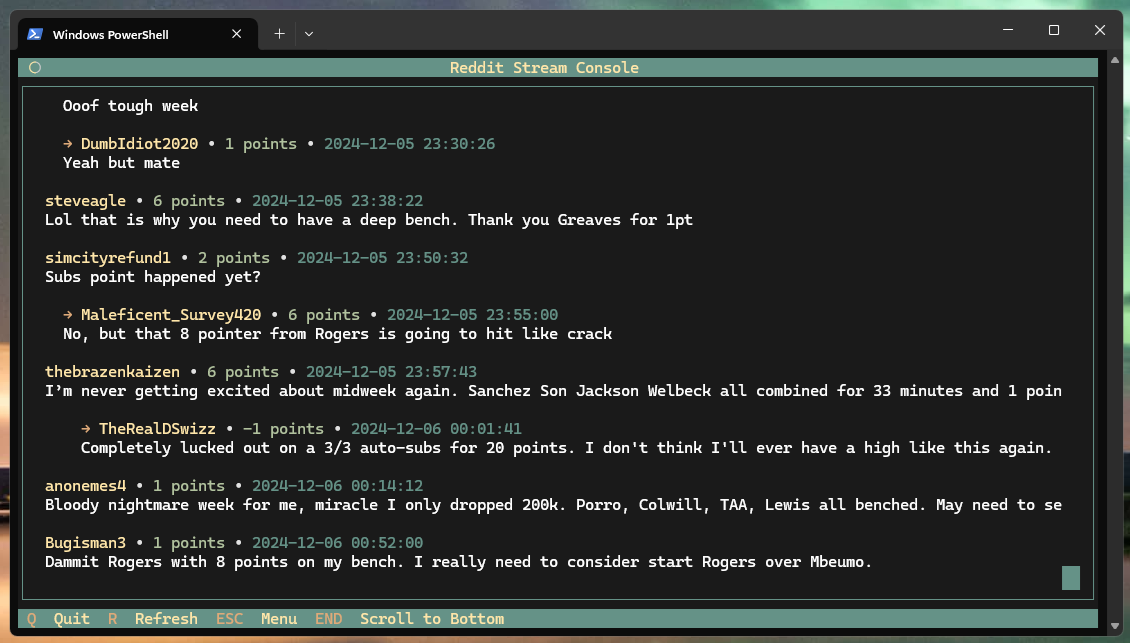 Windows PowerShell
Reddit Stream Console
Ooof tough week
→ DumbIdiot2020 • 1 points • 2024-12-05 23:30:26
Yeah but mate
steveagle • 6 points • 2024-12-05 23:38:22
Lol that is why you need to have a deep bench. Thank you Greaves for 1pt
simcityrefund1 • 2 points • 2024-12-05 23:50:32
Subs point happened yet?
→ Maleficent_Survey420 • 6 points • 2024-12-05 23:55:00
No, but that 8 pointer from Rogers is going to hit like crack
thebrazenkaizen • 6 points • 2024-12-05 23:57:43
I’m never getting excited about midweek again. Sanchez Son Jackson Welbeck all combined for 33 minutes and 1 poin
→ TheRealDSwizz • -1 points • 2024-12-06 00:01:41
Completely lucked out on a 3/3 auto-subs for 20 points. I don't think I'll ever have a high like this again.
anonemes4 • 1 points • 2024-12-06 00:14:12
Bloody nightmare week for me, miracle I only dropped 200k. Porro, Colwill, TAA, Lewis all benched. May need to se
Bugisman3 • 1 points • 2024-12-06 00:52:00
Dammit Rogers with 8 points on my bench. I really need to consider start Rogers over Mbeumo.
Q Quit R Refresh ESC Menu END Scroll to Bottom